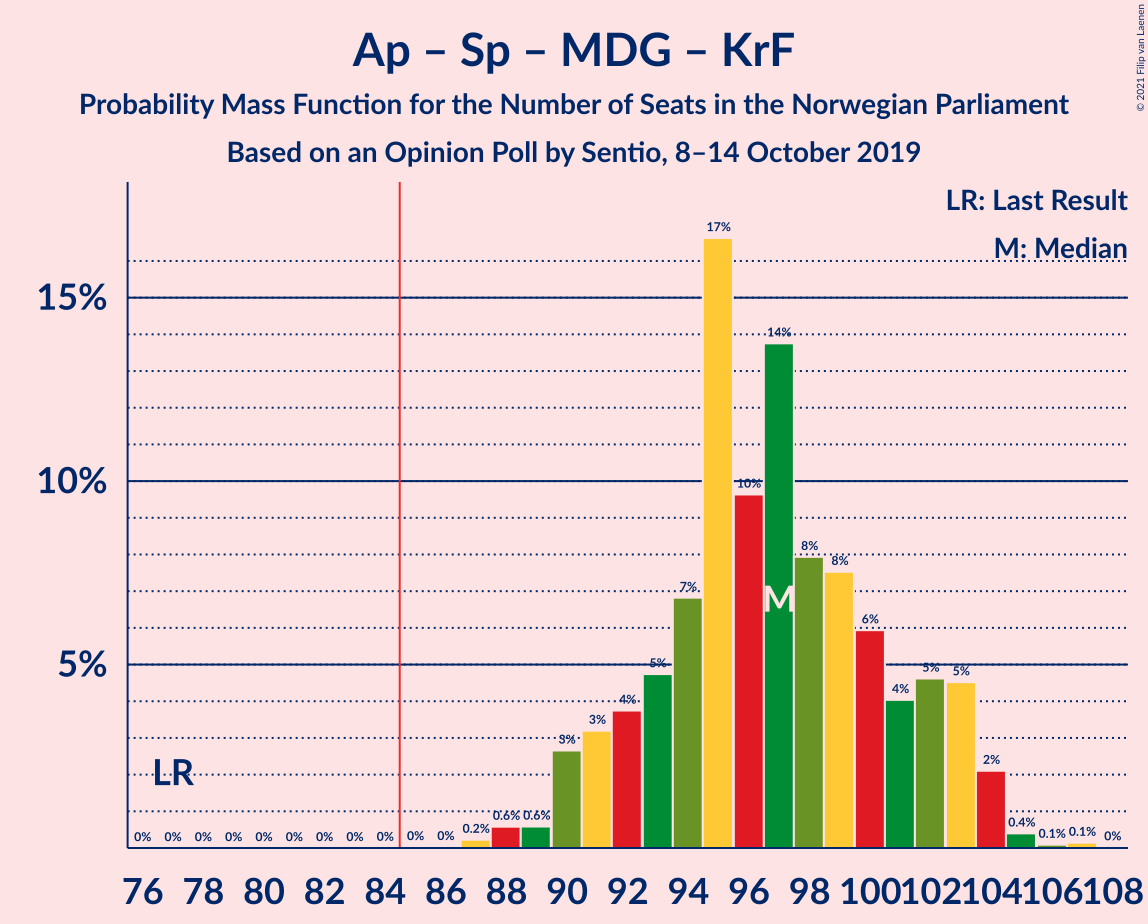 Ap – Sp – MDG – KrF
Probability Mass Function for the Number of Seats in the Norwegian Parliament
Based on an Opinion Poll by Sentio, 8–14 October 2019
© 2021 Filip van Laenen
LR: Last Result
M: Median
15%
10%
5%
LR
M
0% 0% 0% 0% 0% 0% 0% 0% 0% 0% 0% 0.2% 0.6% 0.6% 3% 3% 4% 5% 7% 17% 10% 14% 8% 8% 6% 4% 5% 5% 2% 0.4% 0.1% 0.1% 0%
76 78 80 82 84 86 88 90 92 94 96 98 100 102 104 106 108